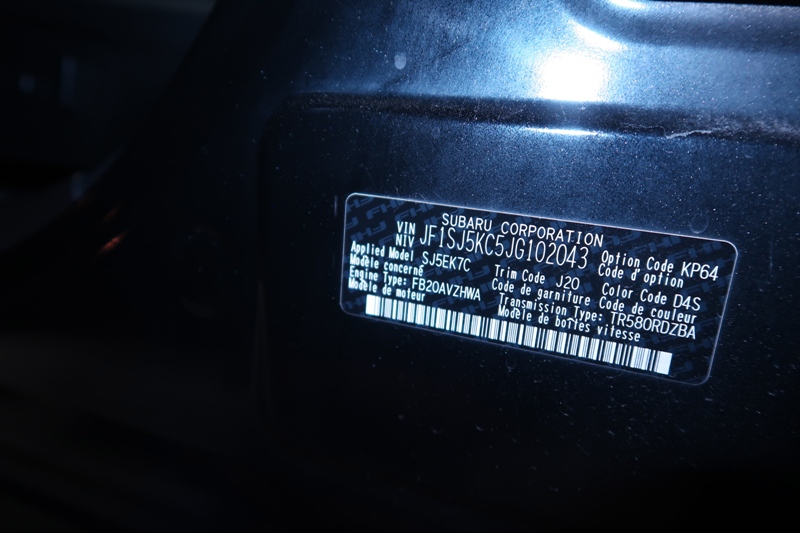 SUBARU CORPORATION
VIN
NIV JF1SJ5KC5JG102043
Option Code KP64
Code d'option
Applied Model SJ5EK7C
Modèle concerné
Trim Code J20
Code de garniture
Color Code D4S
Code de couleur
Engine Type: FB20AVZHWA
Modèle de moteur
Transmission Type: TR580RDZBA
Modèle de boîtes vitesse